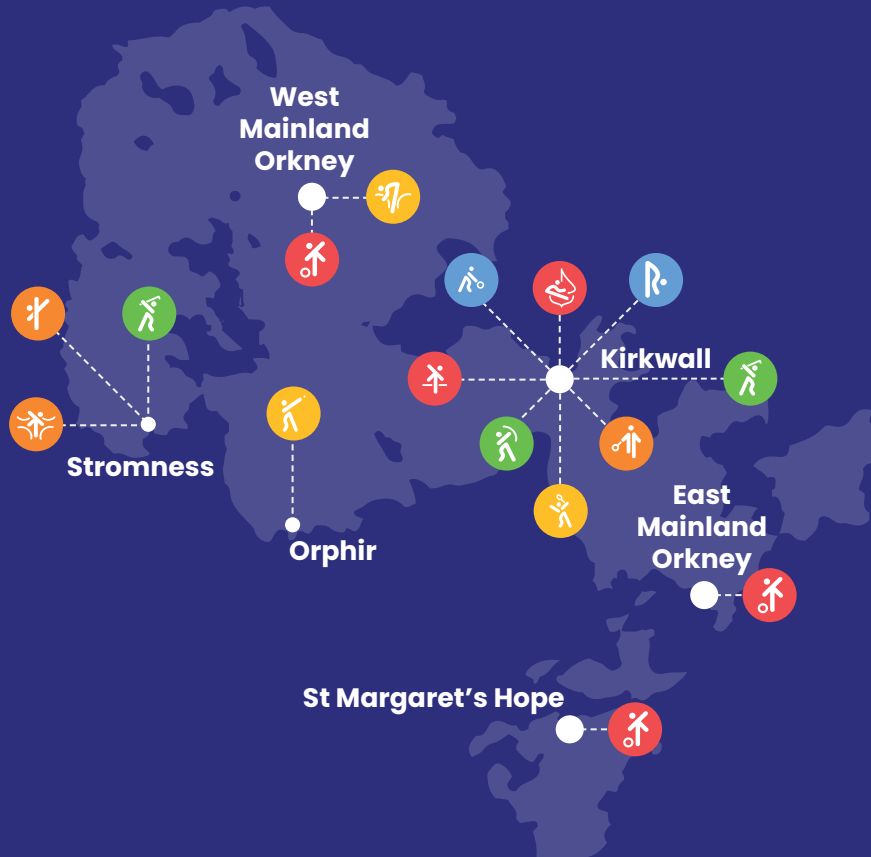 West
Mainland
Orkney
Kirkwall
Stromness
Orphir
East
Mainland
Orkney
St Margaret’s Hope